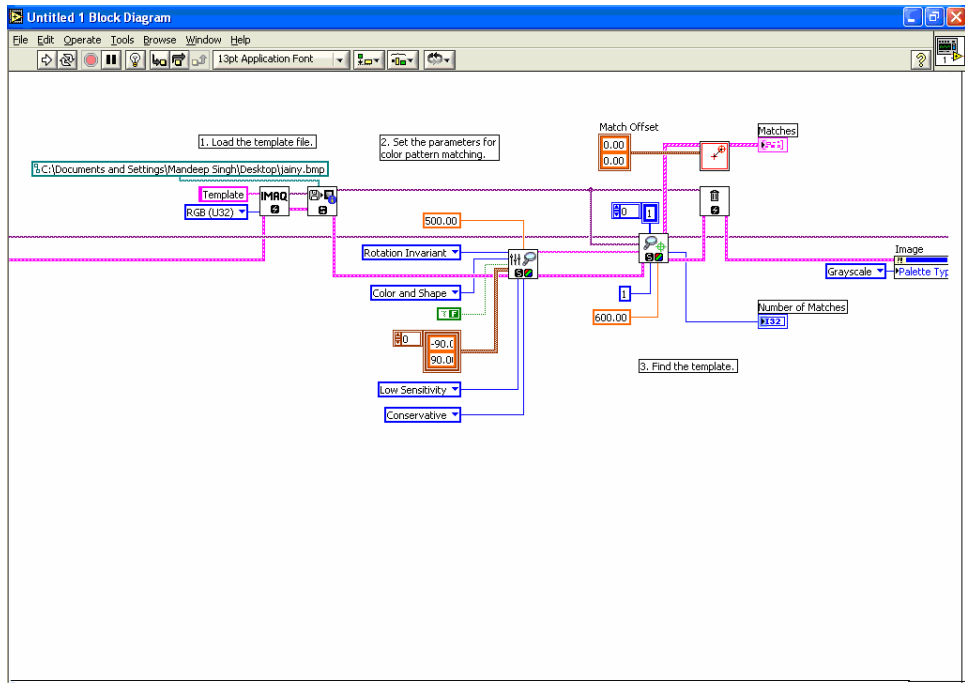 Untitled 1 Block Diagram
File Edit Operate Tools Browse Window Help
13pt Application Font
1
1. Load the template file.
2. Set the parameters for
color pattern matching.
Match Offset
0.00
0.00
Matches
C:\Documents and Settings\Mandeep Singh\Desktop\jainy.bmp
Template
IMAQ
RGB (U32)
500.00
0
1
Rotation Invariant
Image
Grayscale
Palette Typ
Color and Shape
1
Number of Matches
I32
? F
600.00
0
-90.0
90.00
3. Find the template.
Low Sensitivity
Conservative